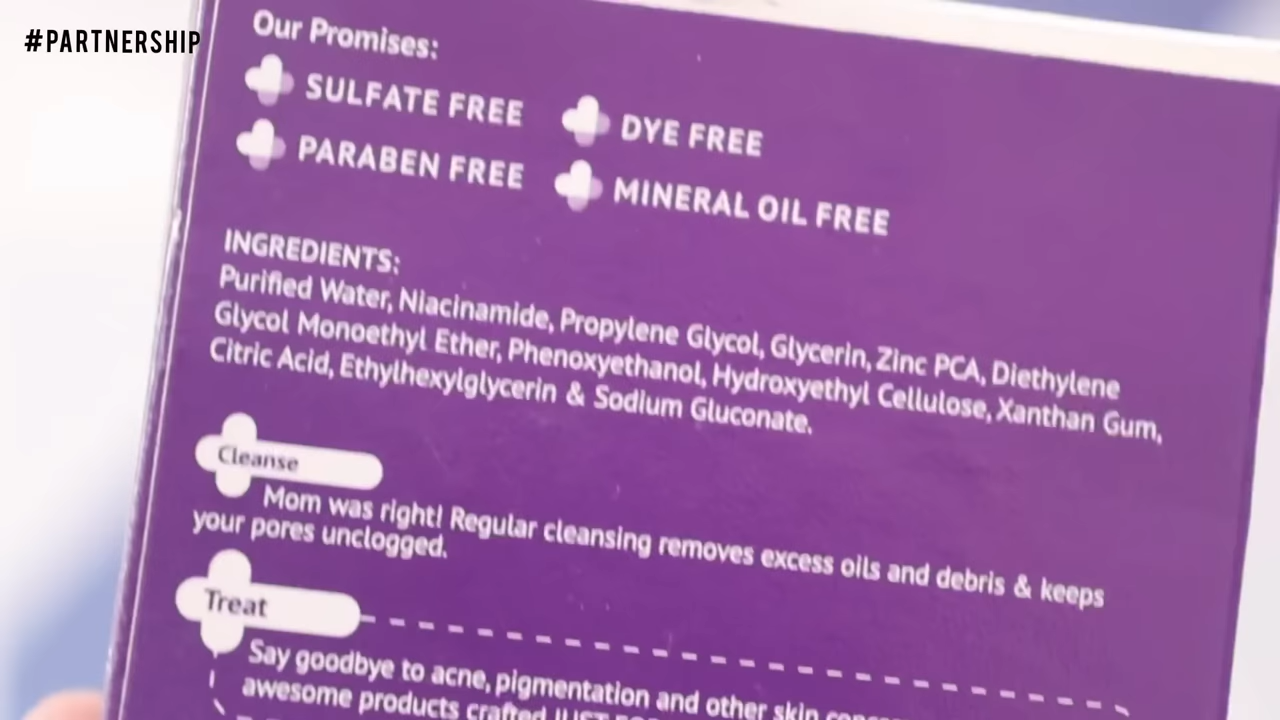 #PARTNERSHIP
Our Promises:
SULFATE FREE
DYE FREE
PARABEN FREE
MINERAL OIL FREE
INGREDIENTS:
Purified Water, Niacinamide, Propylene Glycol, Glycerin, Zinc PCA, Diethylene
Glycol Monoethyl Ether, Phenoxyethanol, Hydroxyethyl Cellulose, Xanthan Gum,
Citric Acid, Ethylhexylglycerin & Sodium Gluconate.
Cleanse
Mom was right! Regular cleansing removes excess oils and debris & keeps
your pores unclogged.
Treat
Say goodbye to acne, pigmentation and other skin
awesome products crafted JUST